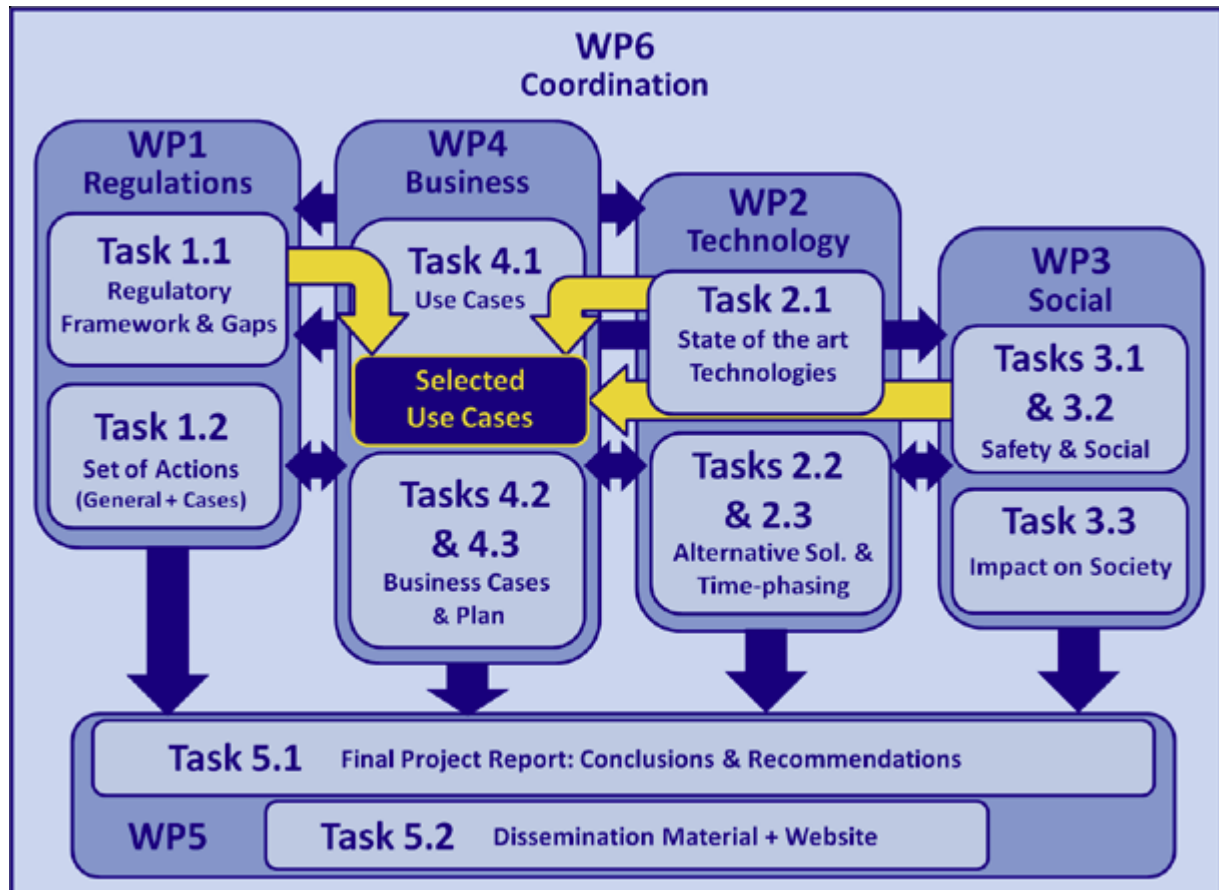 WP6
Coordination
WP1
Regulations
Task 1.1
Regulatory
Framework & Gaps
Task 1.2
Set of Actions
(General + Cases)
WP4
Business
Task 4.1
Use Cases
Selected
Use Cases
Tasks 4.2
& 4.3
Business Cases
& Plan
WP2
Technology
Task 2.1
State of the art
Technologies
Tasks 2.2
& 2.3
Alternative Sol. &
Time-phasing
WP3
Social
Tasks 3.1
& 3.2
Safety & Social
Task 3.3
Impact on Society
Task 5.1 Final Project Report: Conclusions & Recommendations
WP5
Task 5.2 Dissemination Material + Website